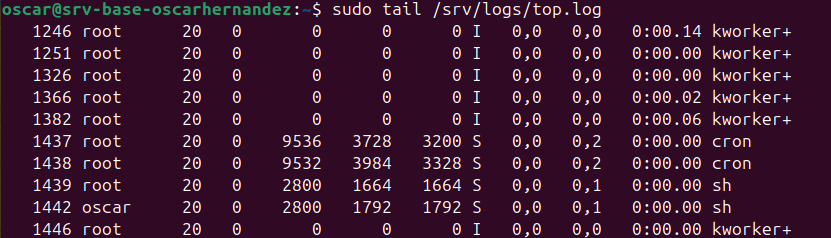 oscar@srv-base-oscarhernandez:~$ sudo tail /srv/logs/top.log
1246 root 20 0 0 0 0 I 0,0 0,0 0:00.14 kworker+
1251 root 20 0 0 0 0 I 0,0 0,0 0:00.00 kworker+
1326 root 20 0 0 0 0 I 0,0 0,0 0:00.00 kworker+
1366 root 20 0 0 0 0 I 0,0 0,0 0:00.02 kworker+
1382 root 20 0 0 0 0 I 0,0 0,0 0:00.06 kworker+
1437 root 20 0 9536 3728 3200 S 0,0 0,2 0:00.00 cron
1438 root 20 0 9532 3984 3328 S 0,0 0,2 0:00.00 cron
1439 root 20 0 2800 1664 1664 S 0,0 0,1 0:00.00 sh
1442 oscar 20 0 2800 1792 1792 S 0,0 0,1 0:00.00 sh
1446 root 20 0 0 0 0 I 0,0 0,0 0:00.00 kworker+